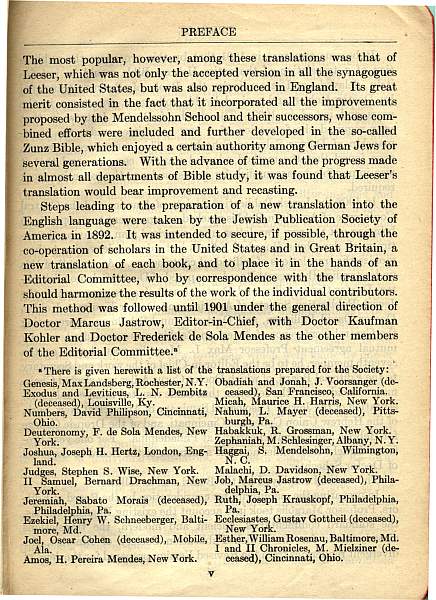 PREFACE
The most popular, however, among these translations was that of
Leeser, which was not only the accepted version in all the synagogues
of the United States, but was also reproduced in England. Its great
merit consisted in the fact that it incorporated all the improvements
proposed by the Mendelssohn School and their successors, whose com-
bined efforts were included and further developed in the so-called
Zunz Bible, which enjoyed a certain authority among German Jews for
several generations. With the advance of time and the progress made
in almost all departments of Bible study, it was found that Leeser's
translation would bear improvement and recasting.
Steps leading to the preparation of a new translation into the
English language were taken by the Jewish Publication Society of
America in 1892. It was intended to secure, if possible, through the
co-operation of scholars in the United States and in Great Britain, a
new translation of each book, and to place it in the hands of an
Editorial Committee, who by correspondence with the translators
should harmonize the results of the work of the individual contributors.
This method was followed until 1901 under the general direction of
Doctor Marcus Jastrow, Editor-in-Chief, with Doctor Kaufman
Kohler and Doctor Frederick de Sola Mendes as the other members
of the Editorial Committee.ⁿ
ⁿ There is given herewith a list of the translations prepared for the Society:
Genesis, Max Landsberg, Rochester, N.Y.
Exodus and Leviticus, L. N. Dembitz
(deceased), Louisville, Ky.
Numbers, David Philipson, Cincinnati,
Ohio.
Deuteronomy, F. de Sola Mendes, New
York.
Joshua, Joseph H. Hertz, London, Eng-
land.
Judges, Stephen S. Wise, New York.
II Samuel, Bernard Drachman, New
York.
Jeremiah, Sabato Morais (deceased),
Philadelphia, Pa.
Ezekiel, Henry W. Schneeberger, Balti-
more, Md.
Joel, Oscar Cohen (deceased), Mobile,
Ala.
Amos, H. Pereira Mendes, New York.
Obadiah and Jonah, J. Voorsanger (de-
ceased), San Francisco, California.
Micah, Maurice H. Harris, New York.
Nahum, L. Mayer (deceased), Pitts-
burgh, Pa.
Habakkuk, R. Grossman, New York.
Zephaniah, M. Schlesinger, Albany, N. Y.
Haggai, S. Mendelsohn, Wilmington,
N. C.
Malachi, D. Davidson, New York.
Job, Marcus Jastrow (deceased), Phila-
delphia, Pa.
Ruth, Joseph Krauskopf, Philadelphia,
Pa.
Ecclesiastes, Gustav Gottheil (deceased),
New York.
Esther, William Rosenau, Baltimore, Md.
I and II Chronicles, M. Mielziner (de-
ceased), Cincinnati, Ohio.
v